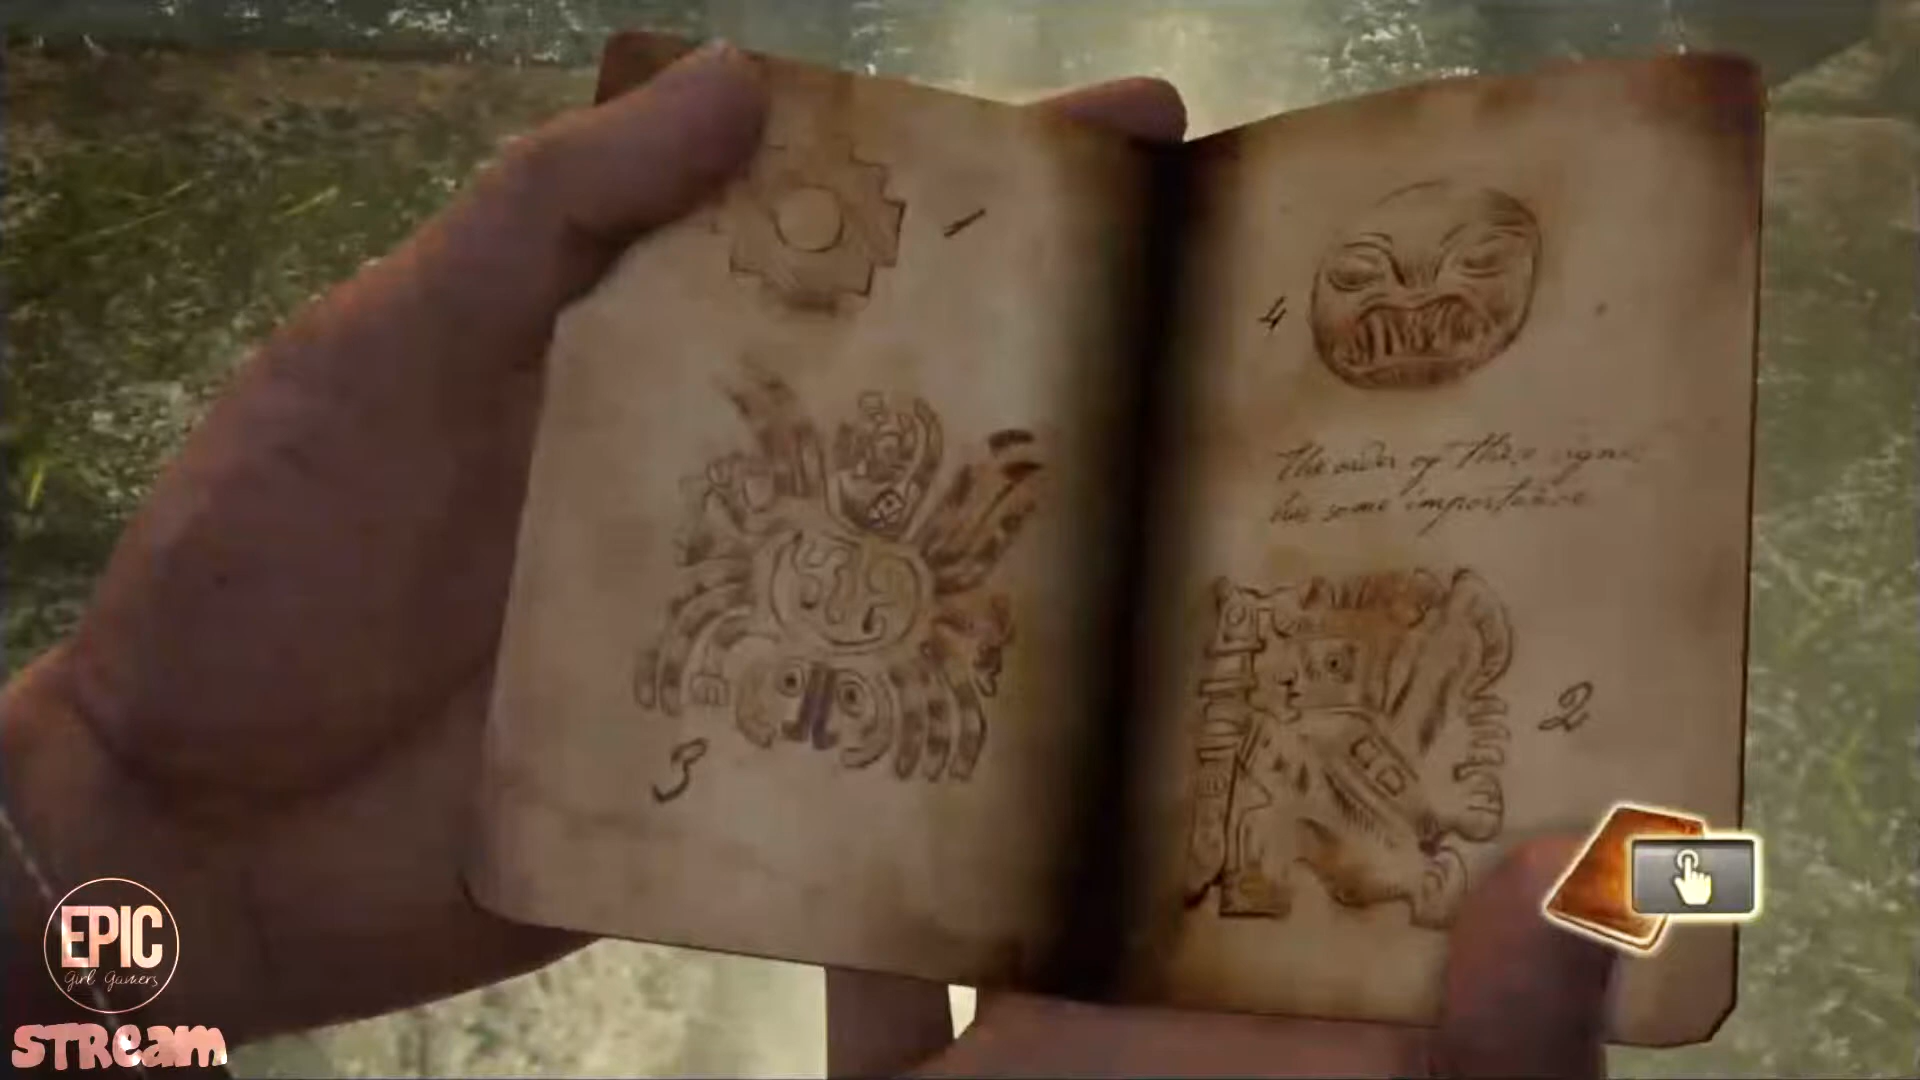 1
3
4
The order of these signs
has some importance
2
EPIC
Girl Gamers
STReam